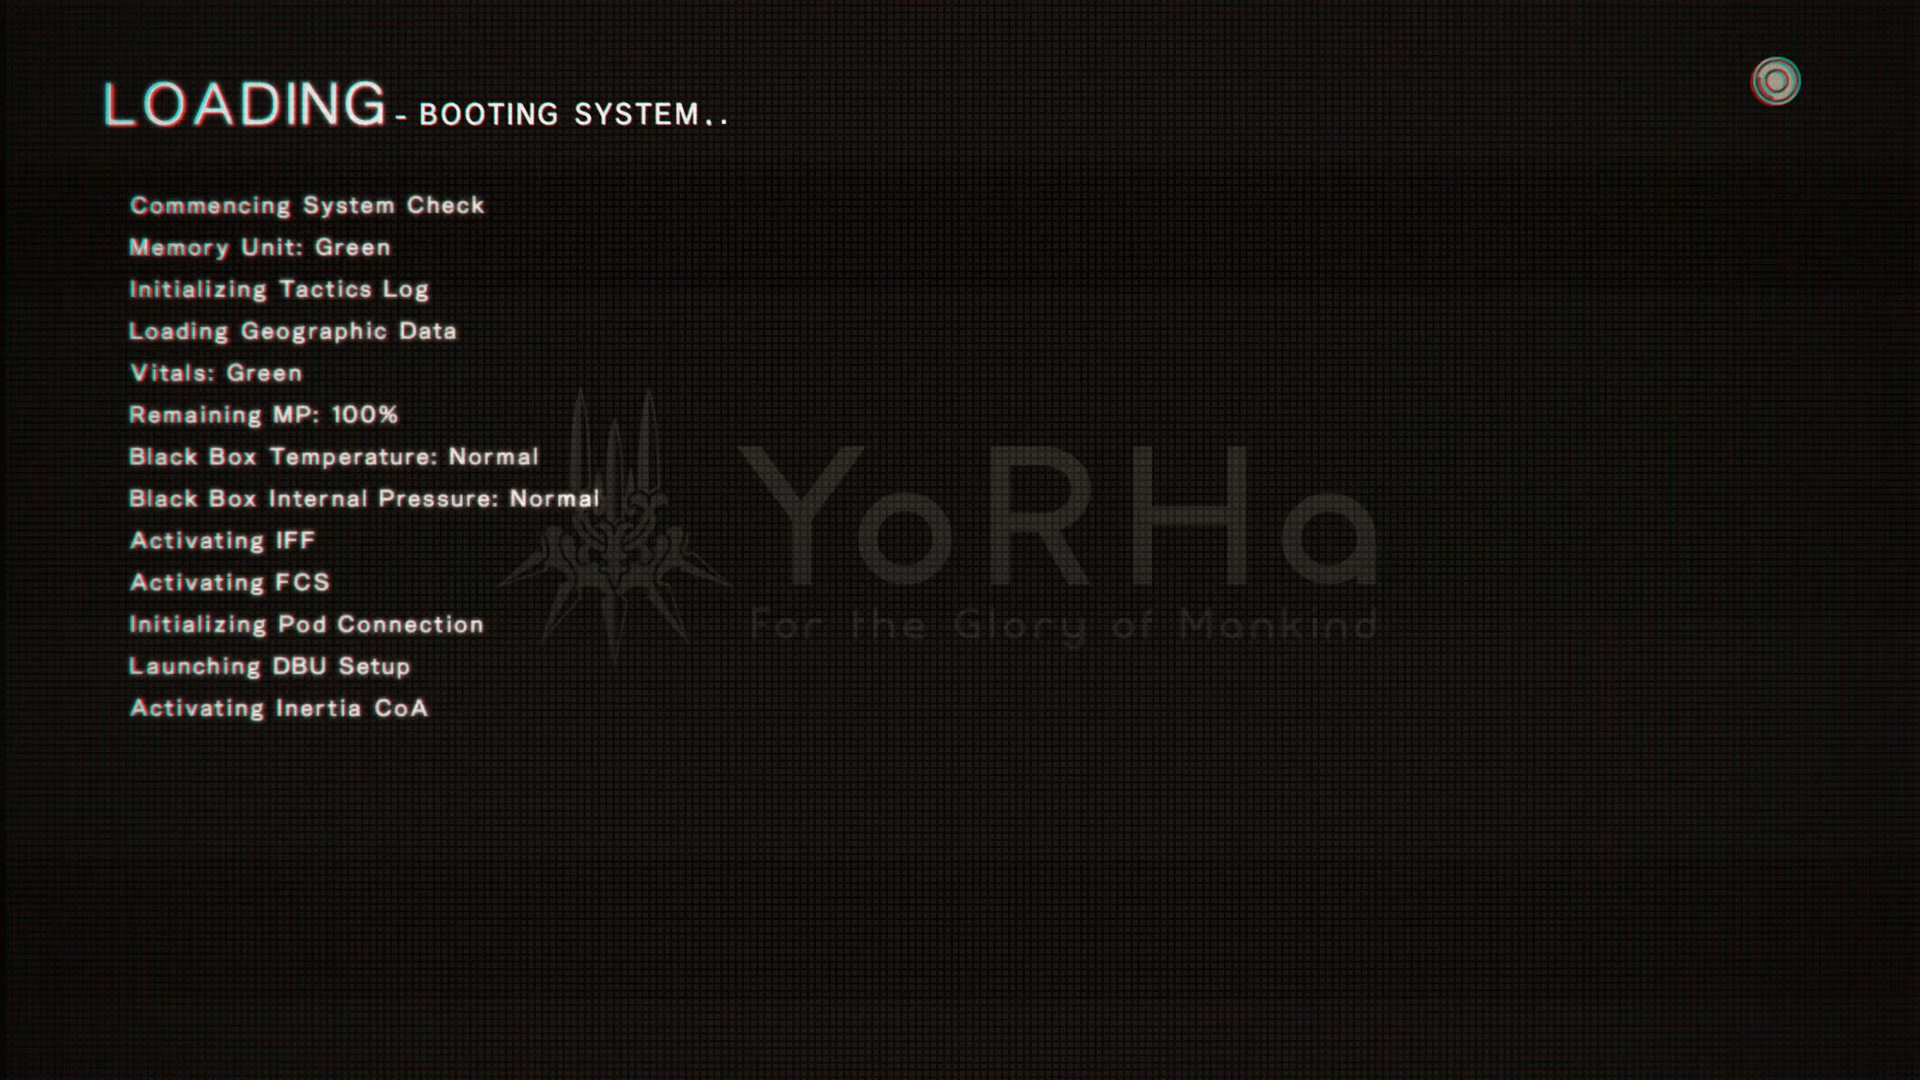 LOADING - BOOTING SYSTEM..
Commencing System Check
Memory Unit: Green
Initializing Tactics Log
Loading Geographic Data
Vitals: Green
Remaining MP: 100%
Black Box Temperature: Normal
Black Box Internal Pressure: Normal
Activating IFF
Activating FCS
Initializing Pod Connection
Launching DBU Setup
Activating Inertia CoA
YoRHa
For the Glory of Mankind